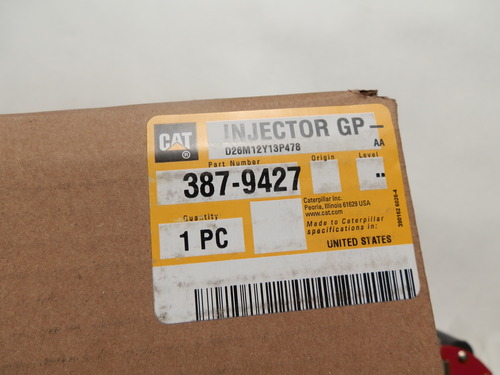 CAT ®
INJECTOR GP-
D26M12Y13P478
AA
Part Number
Origin
Level
387-9427
--
Caterpillar Inc.
Peoria, Illinois 61629 USA
www.cat.com
Quantity
1 PC
Made to Caterpillar
specifications in:
UNITED STATES